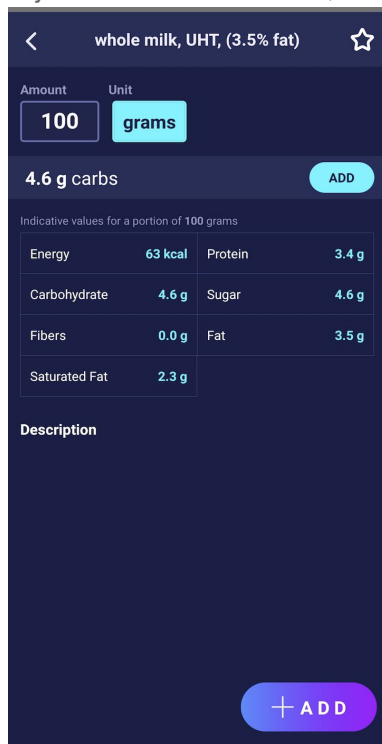 whole milk, UHT, (3.5% fat)
Amount Unit
100 grams
4.6 g carbs ADD
Indicative values for a portion of 100 grams
Energy 63 kcal Protein 3.4 g
Carbohydrate 4.6 g Sugar 4.6 g
Fibers 0.0 g Fat 3.5 g
Saturated Fat 2.3 g
Description
ADD